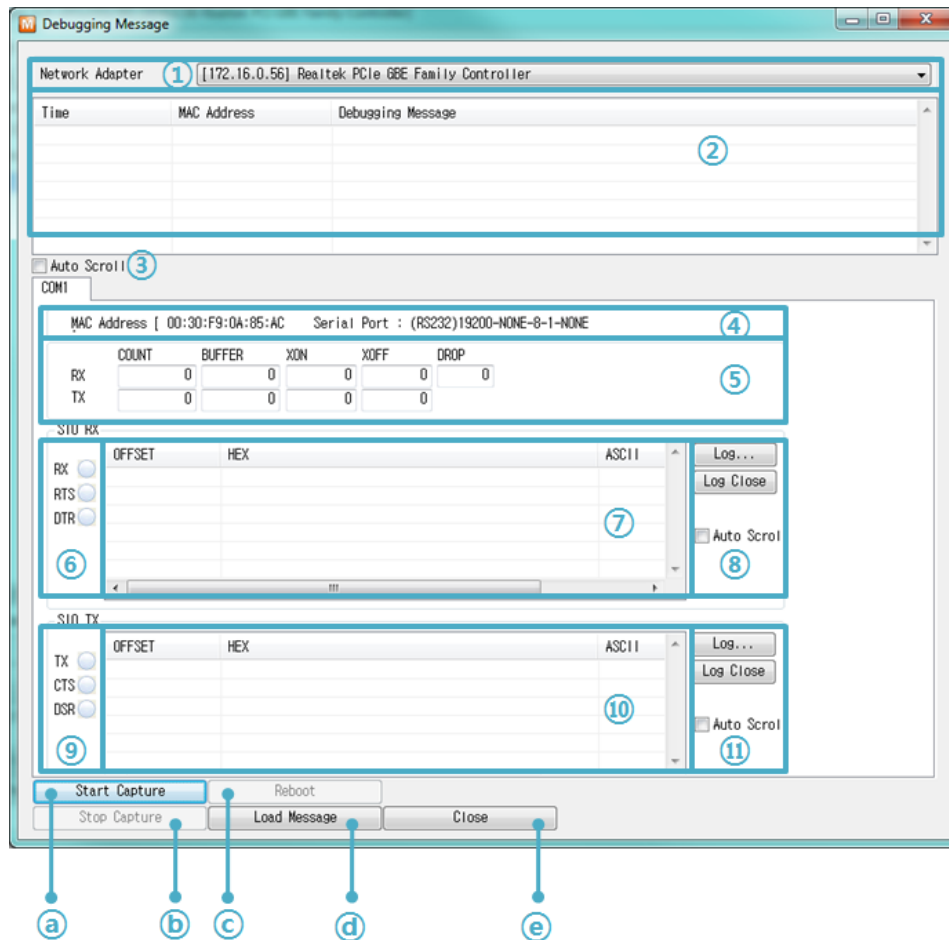 Debugging Message
Network Adapter ① [172.16.0.56] Realtek PCIe GBE Family Controller
Time MAC Address Debugging Message
②
Auto Scroll ③
COM1
MAC Address [ 00:30:F9:0A:85:AC Serial Port : (RS232)19200-NONE-8-1-NONE ④
COUNT BUFFER XON XOFF DROP
RX 0 0 0 0 0 ⑤
TX 0 0 0 0
SIO RX
OFFSET HEX ASCII Log...
RX
Log Close
RTS
DTR ⑦
Auto Scrol
⑥ ⑧
SIO TX
OFFSET HEX ASCII Log...
TX
Log Close
CTS
DSR ⑩
Auto Scrol
⑨ ⑪
Start Capture Reboot
Stop Capture Load Message Close
ⓐ ⓑ ⓒ ⓓ ⓔ